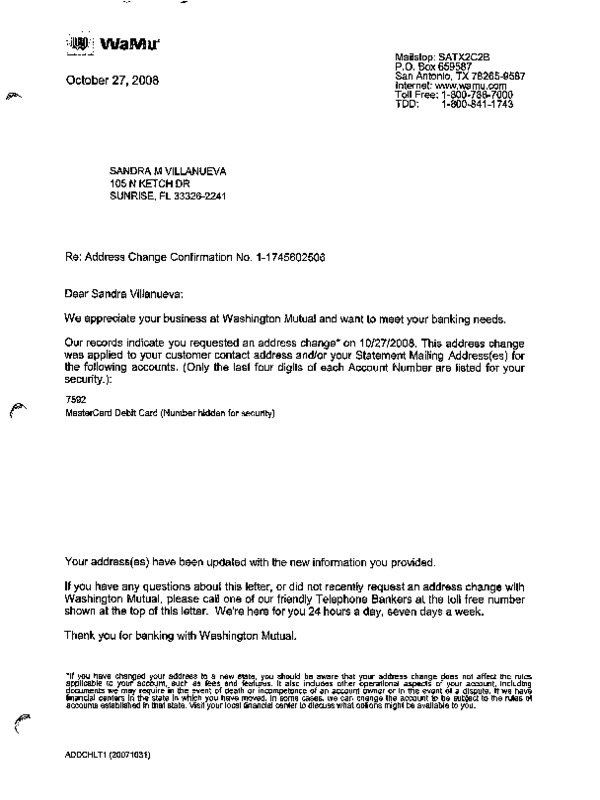 WaMu
October 27, 2008
Mailstop: SATX2C2B
P.O. Box 659587
San Antonio, TX 78265-9587
Internet: www.wamu.com
Toll Free: 1-800-788-7000
TDD: 1-800-841-1743
SANDRA M VILLANUEVA
105 N KETCH DR
SUNRISE, FL 33326-2241
Re: Address Change Confirmation No. 1-1745602506
Dear Sandra Villanueva:
We appreciate your business at Washington Mutual and want to meet your banking needs.
Our records indicate you requested an address change* on 10/27/2008. This address change
was applied to your customer contact address and/or your Statement Mailing Address(es) for
the following accounts. (Only the last four digits of each Account Number are listed for your
security.):
7592
MasterCard Debit Card (Number hidden for security)
Your address(es) have been updated with the new information you provided.
If you have any questions about this letter, or did not recently request an address change with
Washington Mutual, please call one of our friendly Telephone Bankers at the toll free number
shown at the top of this letter. We're here for you 24 hours a day, seven days a week.
Thank you for banking with Washington Mutual.
*If you have changed your address to a new state, you should be aware that your address change does not affect the rules
applicable to your account, such as fees and features. It also includes other operational aspects of your account, including
documents we may require in the event of death or incompetence of an account owner or in the event of a dispute. If we have
financial centers in the state in which you have moved, in some cases, we can change the account to be subject to the rules of
accounts established in that state. Visit your local financial center to discuss what options might be available to you.
ADDCHLT1 (20071031)